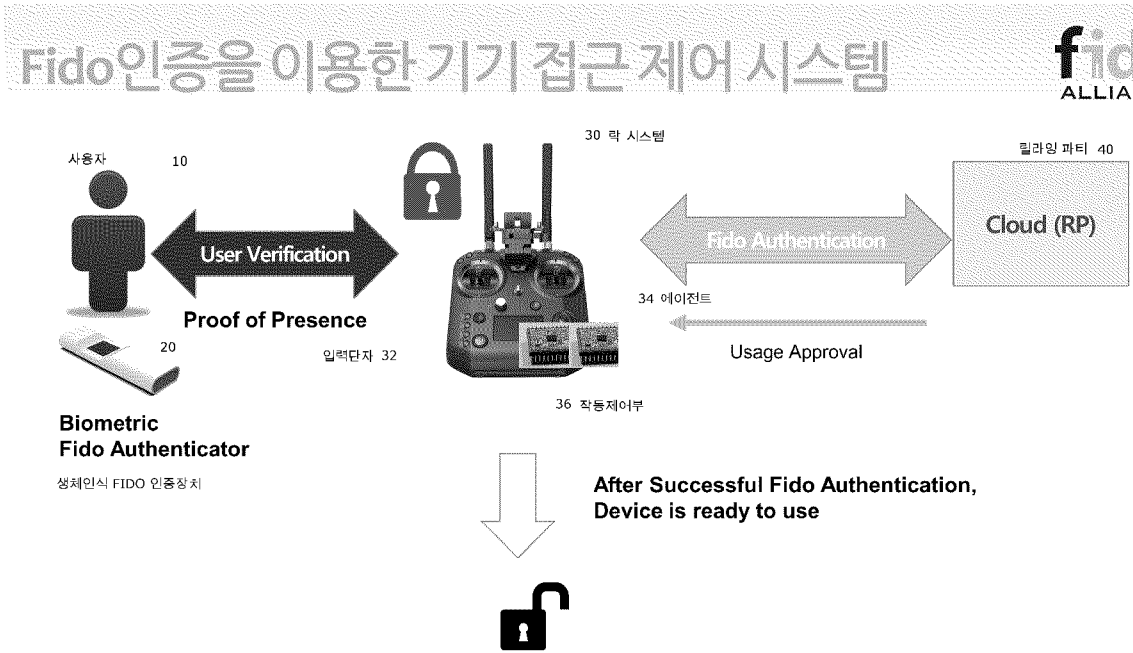 Fido인증을 이용한 기기 접근 제어 시스템
fid
ALLIA
사용자 10
30 락 시스템
릴라잉 파티 40
User Verification
Fido Authentication
Cloud (RP)
Proof of Presence
34 에이전트
20
입력단자 32
Usage Approval
36 작동제어부
Biometric
Fido Authenticator
생체인식 FIDO 인증장치
After Successful Fido Authentication,
Device is ready to use